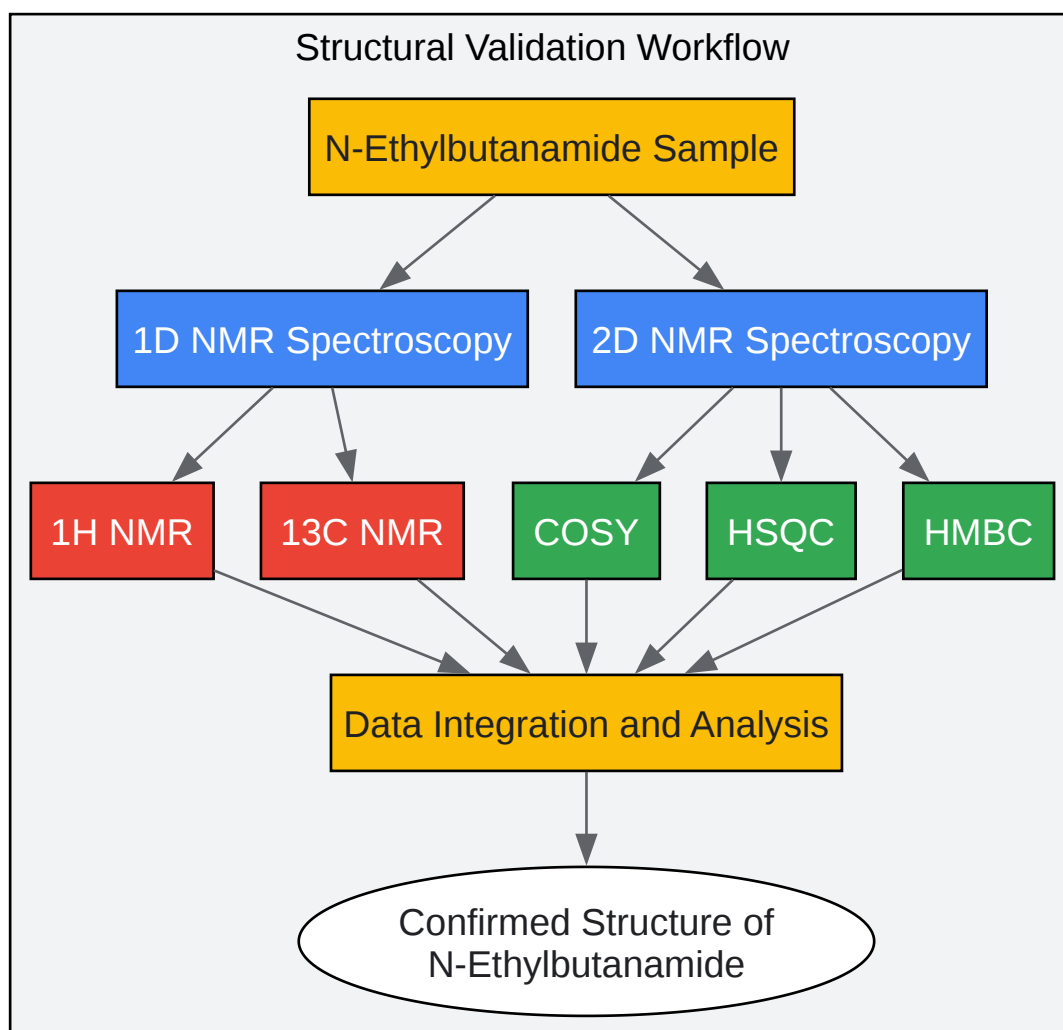 Structural Validation Workflow
N-Ethylbutanamide Sample
1D NMR Spectroscopy
2D NMR Spectroscopy
1H NMR
13C NMR
COSY
HSQC
HMBC
Data Integration and Analysis
Confirmed Structure of
N-Ethylbutanamide